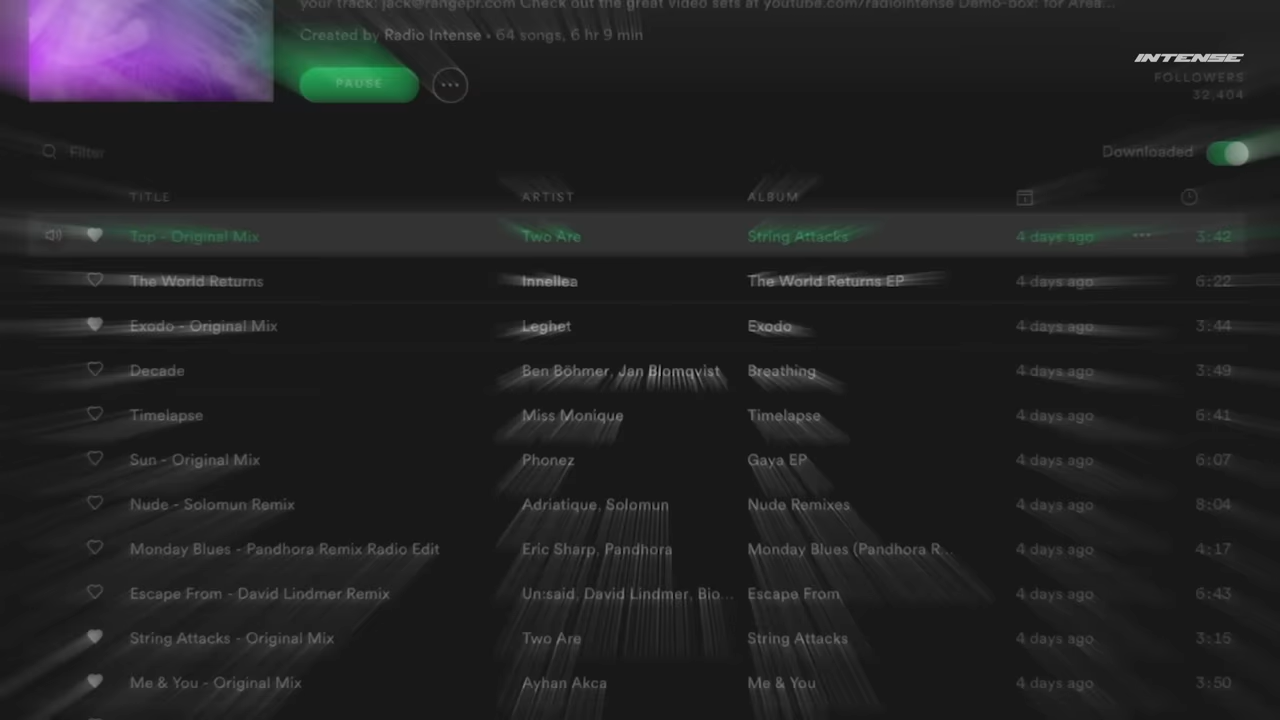 your track: jack@rangepr.com Check out the great video sets at youtube.com/radiointense Demo-box: for Area...
Created by Radio Intense • 64 songs, 6 hr 9 min
INTENSE
PAUSE
FOLLOWERS
32,404
Filter Downloaded
TITLE ARTIST ALBUM
Top - Original Mix Two Are String Attacks 4 days ago 3:42
The World Returns Innellea The World Returns EP 4 days ago 6:22
Exodo - Original Mix Leghet Exodo 4 days ago 3:44
Decade Ben Böhmer, Jan Blomqvist Breathing 4 days ago 3:49
Timelapse Miss Monique Timelapse 4 days ago 6:41
Sun - Original Mix Phonez Gaya EP 4 days ago 6:07
Nude - Solomun Remix Adriatique, Solomun Nude Remixes 4 days ago 8:04
Monday Blues - Pandhora Remix Radio Edit Eric Sharp, Pandhora Monday Blues (Pandhora R... 4 days ago 4:17
Escape From - David Lindmer Remix Un:said, David Lindmer, Bio... Escape From 4 days ago 6:43
String Attacks - Original Mix Two Are String Attacks 4 days ago 3:15
Me & You - Original Mix Ayhan Akca Me & You 4 days ago 3:50